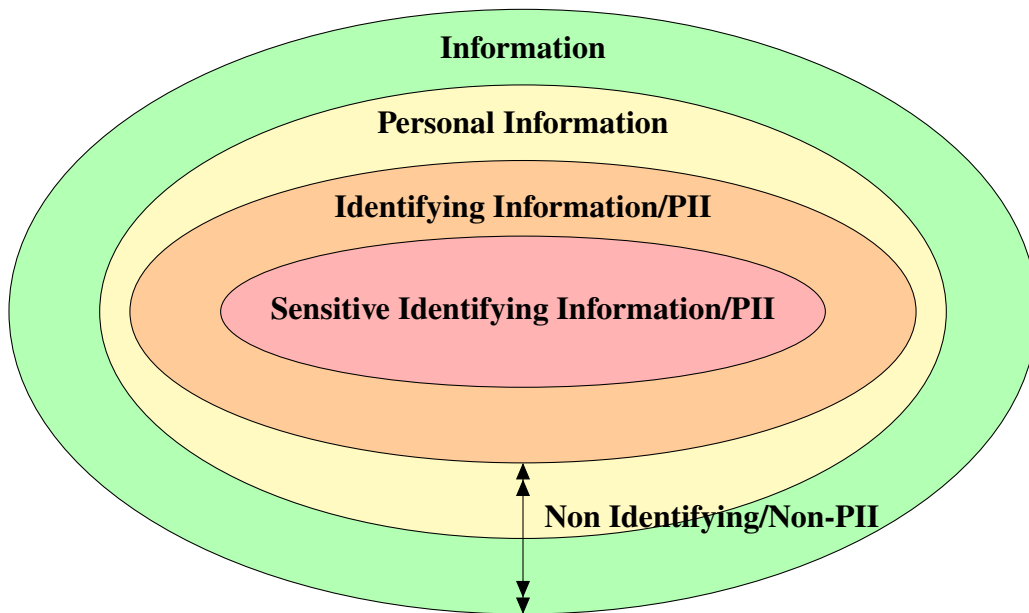 Information
Personal Information
Identifying Information/PII
Sensitive Identifying Information/PII
Non Identifying/Non-PII